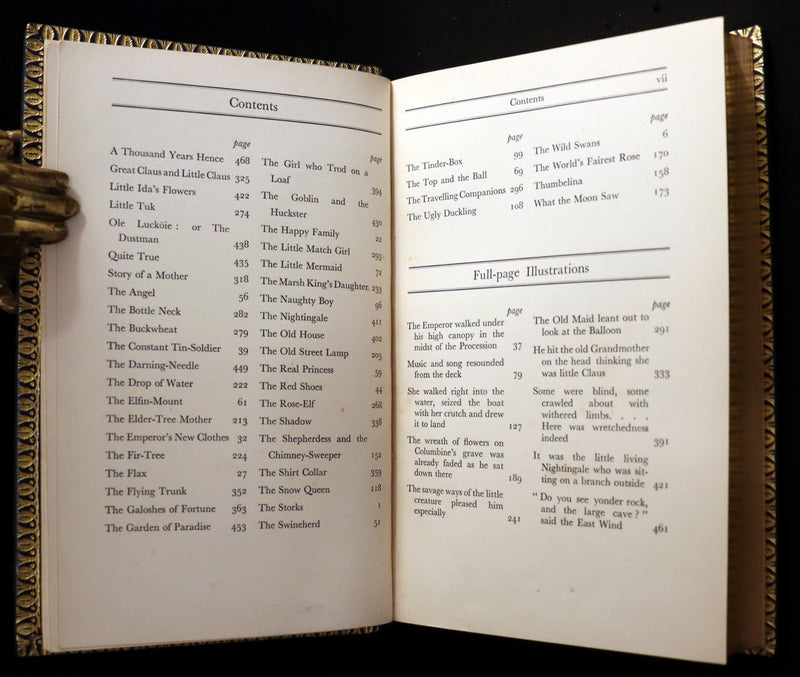 Contents
page
A Thousand Years Hence 468
Great Claus and Little Claus 325
Little Ida's Flowers 422
Little Tuk 274
Ole Lucköie: or The
Dustman 438
Quite True 435
Story of a Mother 318
The Angel 56
The Bottle Neck 282
The Buckwheat 279
The Constant Tin-Soldier 39
The Darning-Needle 449
The Drop of Water 222
The Elfin-Mount 61
The Elder-Tree Mother 213
The Emperor's New Clothes 32
The Fir-Tree 224
The Flax 27
The Flying Trunk 352
The Galoshes of Fortune 363
The Garden of Paradise 453
page
The Girl who Trod on a
Loaf 394
The Goblin and the
Huckster 430
The Happy Family 22
The Little Match Girl 293
The Little Mermaid 72
The Marsh King's Daughter 233
The Naughty Boy 96
The Nightingale 411
The Old House 402
The Old Street Lamp 205
The Real Princess 59
The Red Shoes 44
The Rose-Elf 268
The Shadow 338
The Shepherdess and the
Chimney-Sweeper 152
The Shirt Collar 359
The Snow Queen 118
The Storks 1
The Swineherd 51
vii
Contents
page
The Tinder-Box 99
The Top and the Ball 69
The Travelling Companions 296
The Ugly Duckling 108
page
The Wild Swans 6
The World's Fairest Rose 170
Thumbelina 158
What the Moon Saw 173
Full-page Illustrations
page
The Emperor walked under
his high canopy in the
midst of the Procession 37
Music and song resounded
from the deck 79
She walked right into the
water, seized the boat
with her crutch and drew
it to land 127
The wreath of flowers on
Columbine's grave was
already faded as he sat
down there 189
The savage ways of the little
creature pleased him
especially 241
page
The Old Maid leant out to
look at the Balloon 291
He hit the old Grandmother
on the head thinking she
was little Claus 333
Some were blind, some
crawled about with
withered limbs. . . .
Here was wretchedness
indeed 391
It was the little living
Nightingale who was sit-
ting on a branch outside 421
"Do you see yonder rock,
and the large cave?"
said the East Wind 461